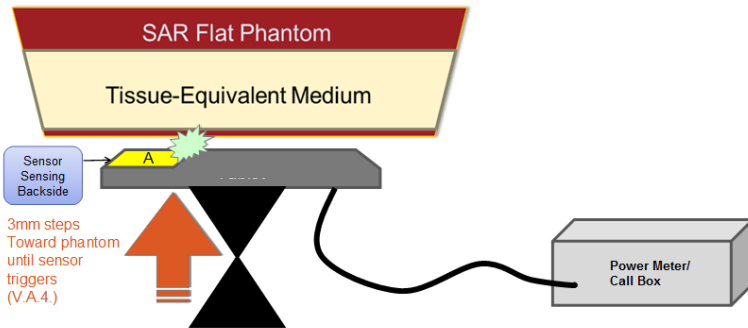 SAR Flat Phantom
Tissue-Equivalent Medium
A
Sensor
Sensing
Backside
3mm steps
Toward phantom
until sensor
triggers
(V.A.4.)
Power Meter/
Call Box